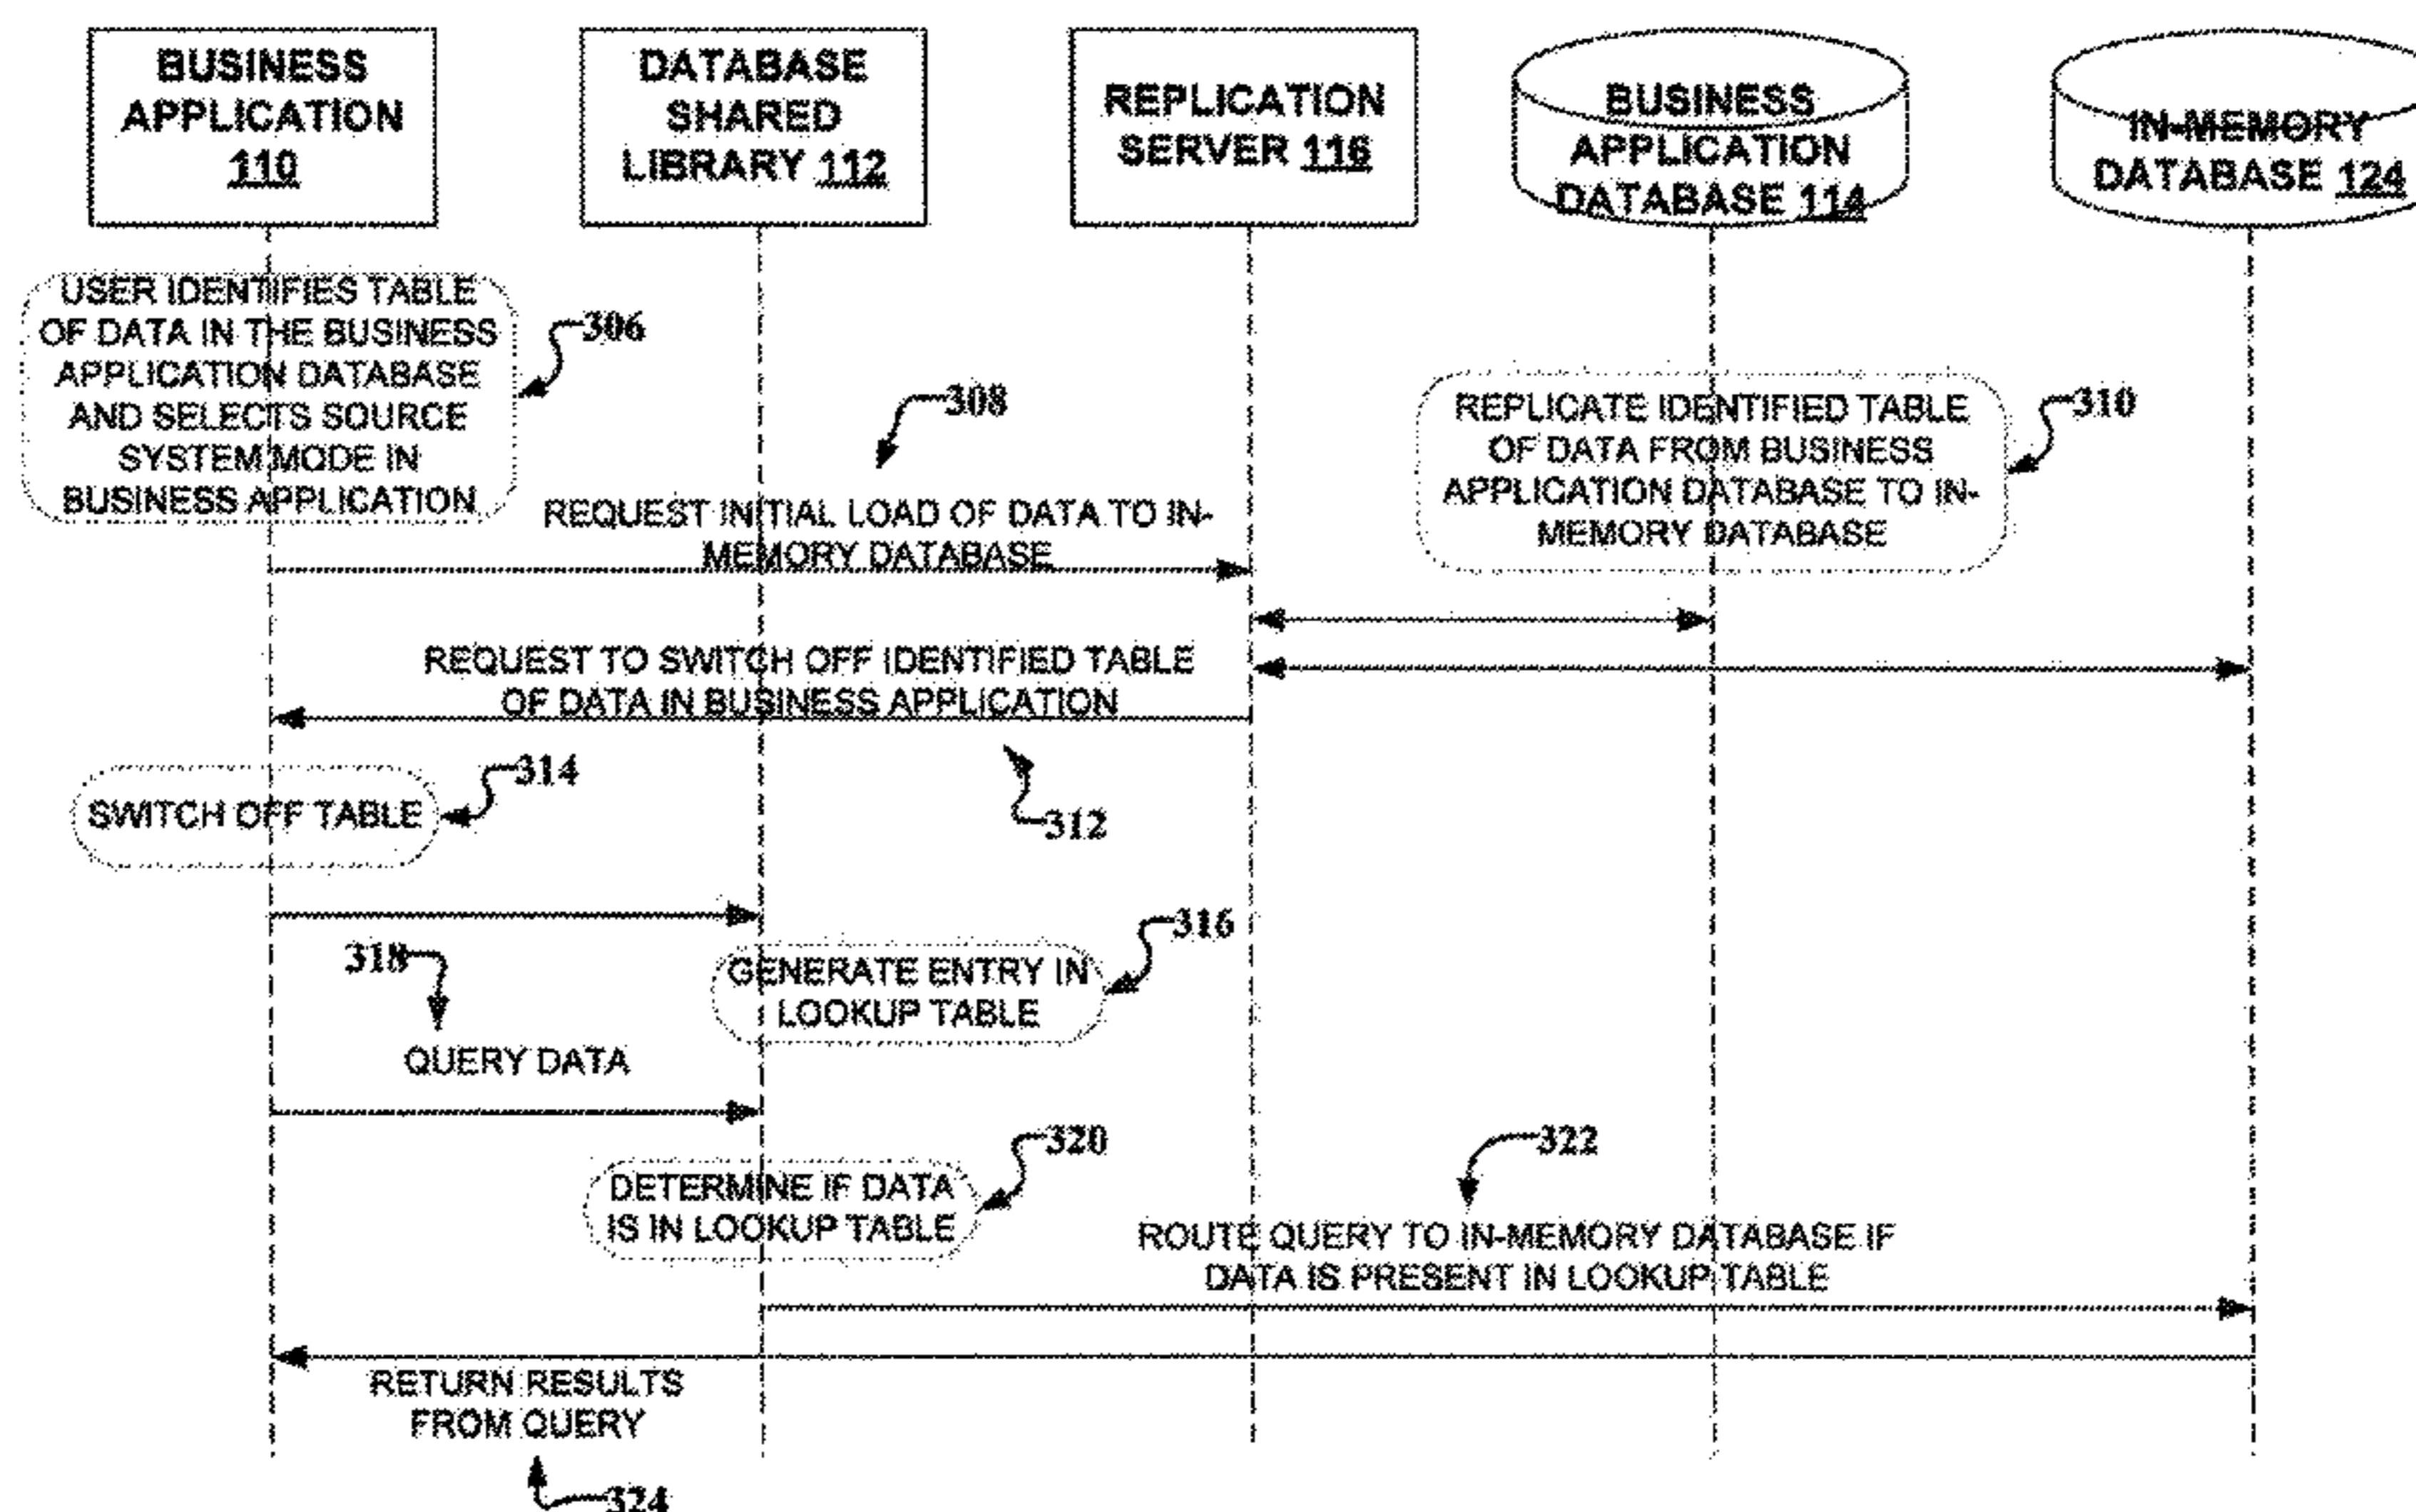 BUSINESS
APPLICATION
110
DATABASE
SHARED
LIBRARY 112
REPLICATION
SERVER 116
BUSINESS
APPLICATION
DATABASE 114
IN-MEMORY
DATABASE 124
USER IDENTIFIES TABLE
OF DATA IN THE BUSINESS
APPLICATION DATABASE
AND SELECTS SOURCE
SYSTEM MODE IN
BUSINESS APPLICATION
306
308
REPLICATE IDENTIFIED TABLE
OF DATA FROM BUSINESS
APPLICATION DATABASE TO IN-
MEMORY DATABASE
310
REQUEST INITIAL LOAD OF DATA TO IN-
MEMORY DATABASE
REQUEST TO SWITCH OFF IDENTIFIED TABLE
OF DATA IN BUSINESS APPLICATION
312
SWITCH OFF TABLE
314
GENERATE ENTRY IN
LOOKUP TABLE
316
318
QUERY DATA
DETERMINE IF DATA
IS IN LOOKUP TABLE
320
322
ROUTE QUERY TO IN-MEMORY DATABASE IF
DATA IS PRESENT IN LOOKUP TABLE
RETURN RESULTS
FROM QUERY
324